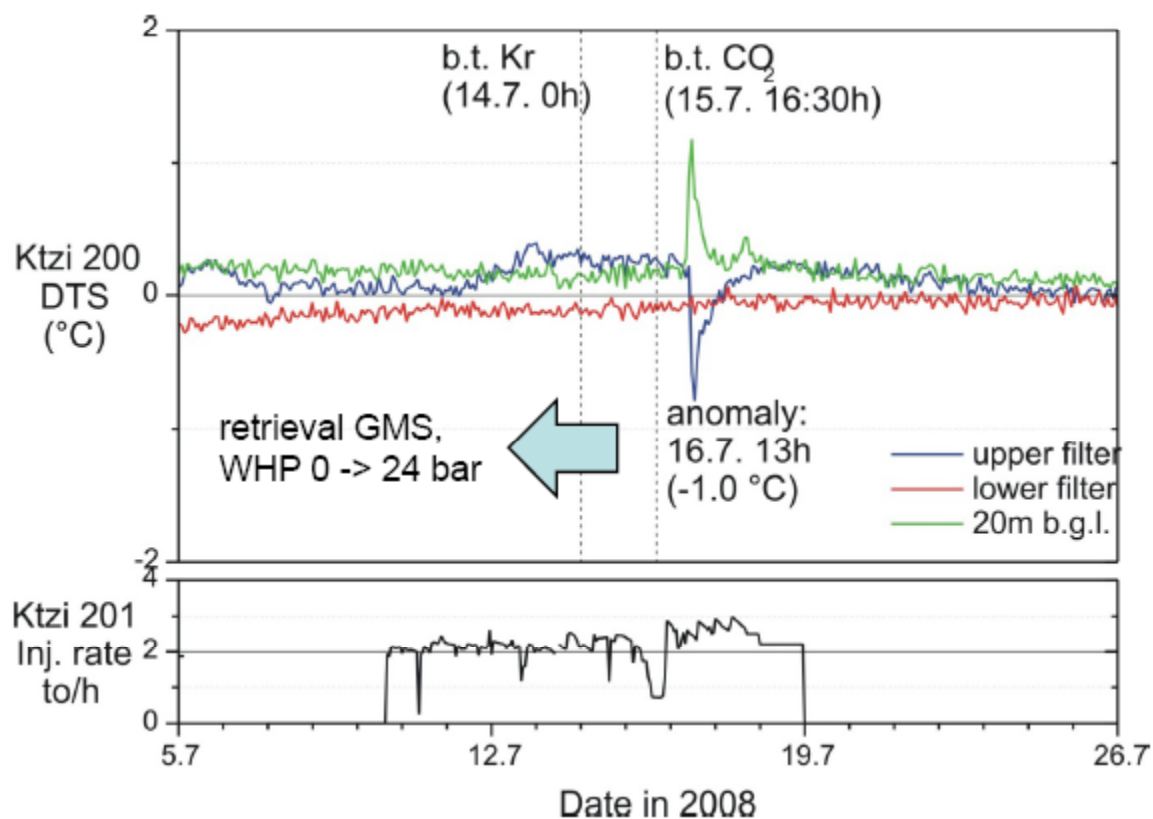 2
b.t. Kr
(14.7. 0h)
b.t. CO2
(15.7. 16:30h)
Ktzi 200
DTS
(°C)
0
retrieval GMS,
WHP 0 -> 24 bar
anomaly:
16.7. 13h
(-1.0 °C)
upper filter
lower filter
20m b.g.l.
-2
4
Ktzi 201
Inj. rate
to/h
2
0
5.7
12.7
19.7
26.7
Date in 2008